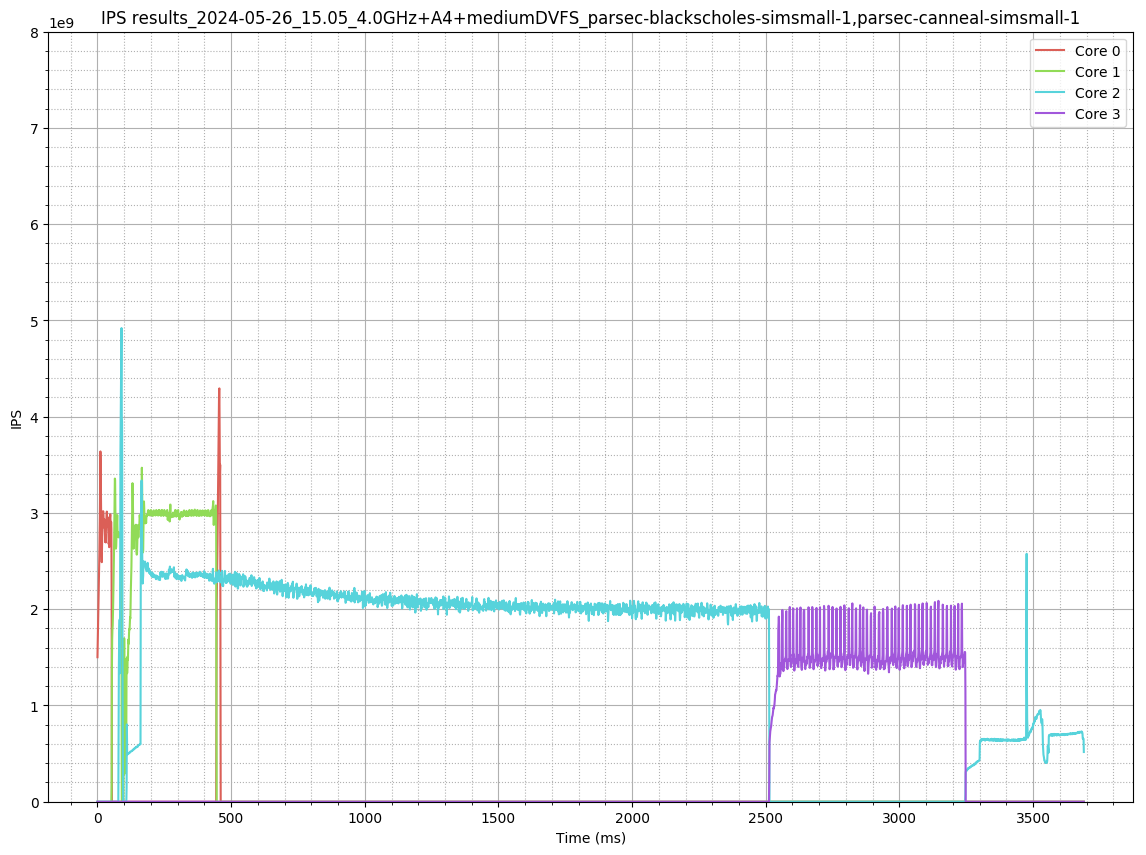 IPS results_2024-05-26_15.05_4.0GHz+A4+mediumDVFS_parsec-blackscholes-simsmall-1,parsec-canneal-simsmall-1
1e9
8
7
6
5
4
3
2
1
0
IPS
Core 0
Core 1
Core 2
Core 3
0 500 1000 1500 2000 2500 3000 3500
Time (ms)